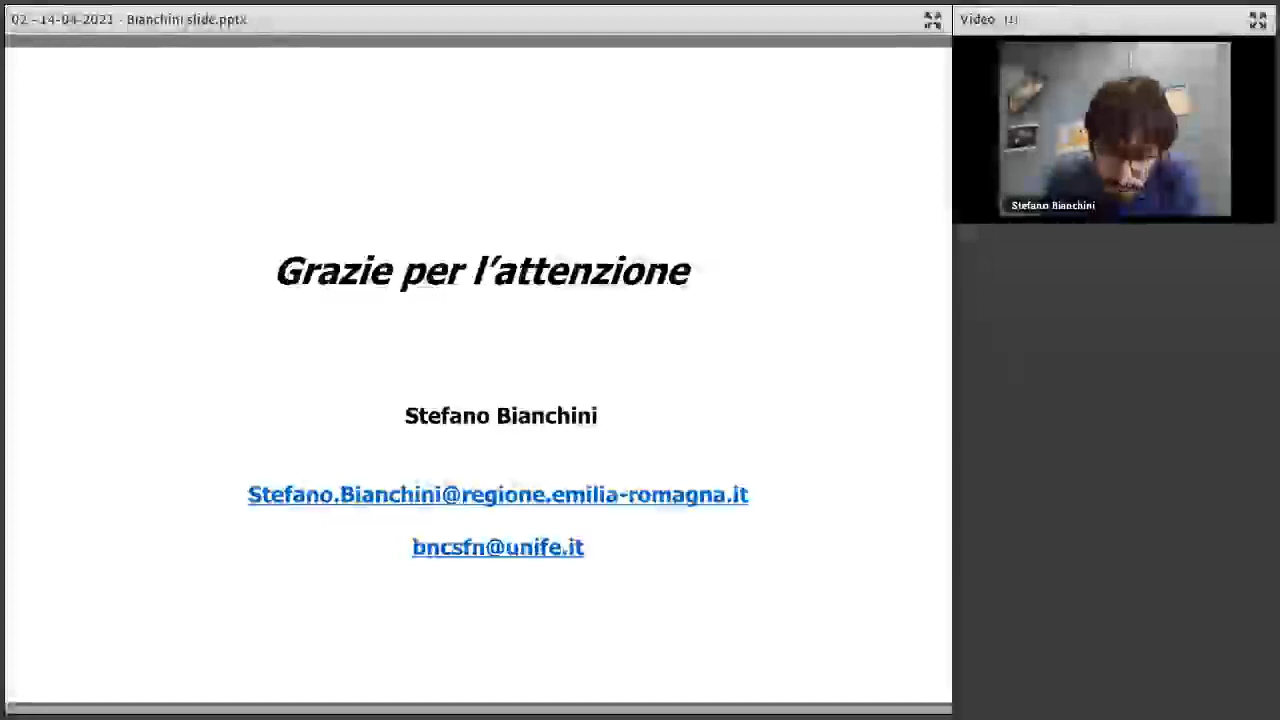 02 - 14-04-2021 - Bianchini slide.pptx
Video (1)
Stefano Bianchini
Grazie per l'attenzione
Stefano Bianchini
Stefano.Bianchini@regione.emilia-romagna.it
bncsfn@unife.it